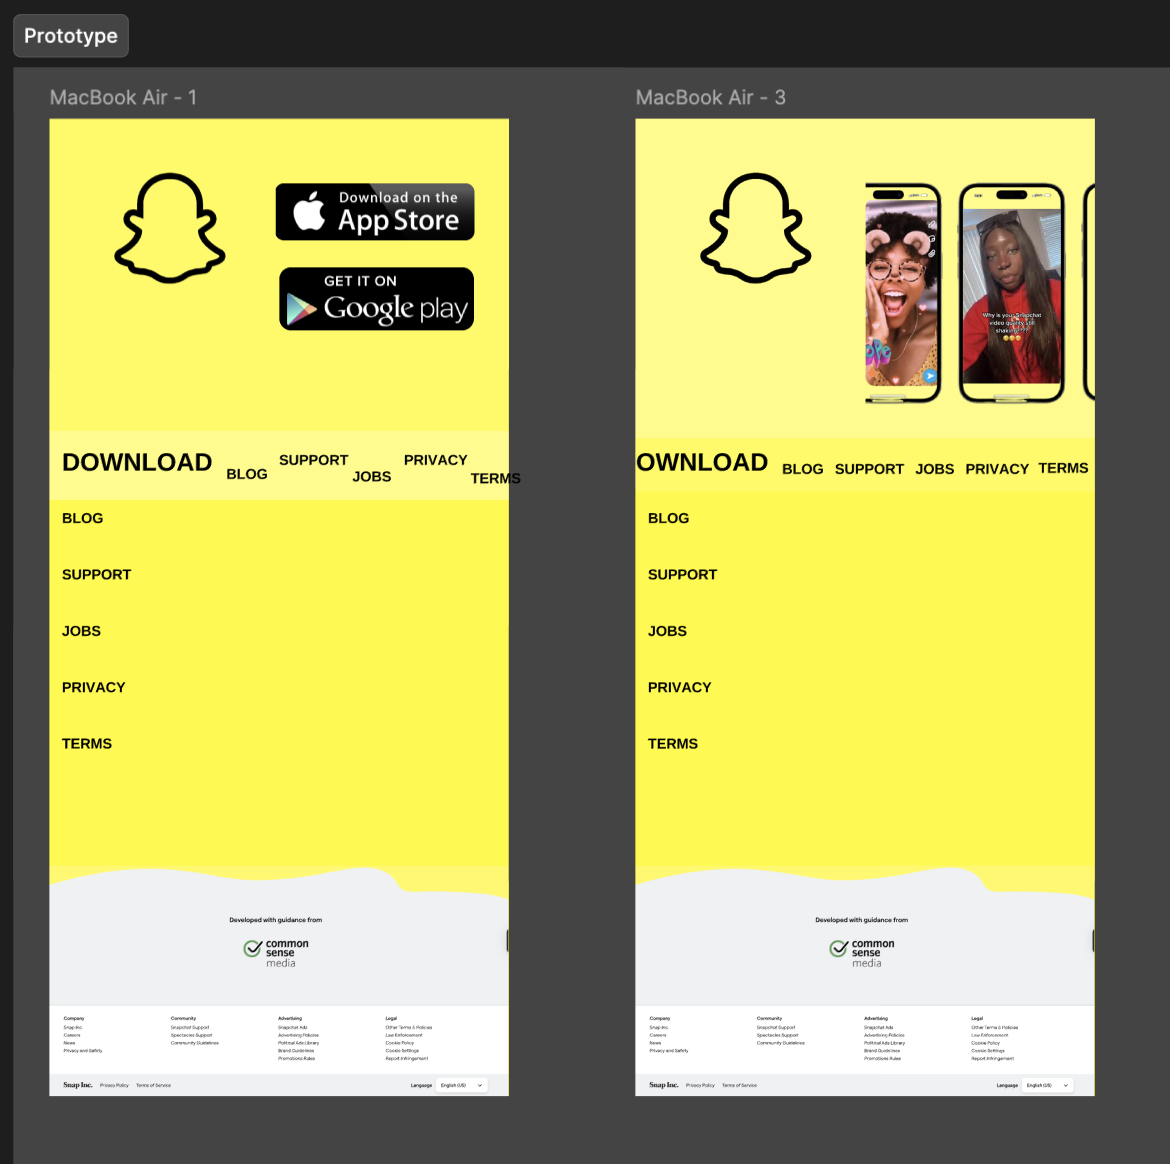 Prototype
MacBook Air - 1
Download on the
App Store
GET IT ON
Google play
DOWNLOAD
BLOG
SUPPORT
JOBS
PRIVACY
TERMS
BLOG
SUPPORT
JOBS
PRIVACY
TERMS
Developed with guidance from
common
sense
media
Company
Snap Inc.
Careers
News
Privacy and Safety
Community
Snapchat Support
Spectacles Support
Community Guidelines
Advertising
Snapchat Ads
Advertising Policies
Political Ads Library
Brand Guidelines
Promotions Rules
Legal
Other Terms & Policies
Law Enforcement
Cookie Policy
Cookie Settings
Report Infringement
Snap Inc. Privacy Policy Terms of Service Language English (US)
MacBook Air - 3
Why is your Snapchat
video quality still
shaking???
OWNLOAD BLOG SUPPORT JOBS PRIVACY TERMS
BLOG
SUPPORT
JOBS
PRIVACY
TERMS
Developed with guidance from
common
sense
media
Company
Snap Inc.
Careers
News
Privacy and Safety
Community
Snapchat Support
Spectacles Support
Community Guidelines
Advertising
Snapchat Ads
Advertising Policies
Political Ads Library
Brand Guidelines
Promotions Rules
Legal
Other Terms & Policies
Law Enforcement
Cookie Policy
Cookie Settings
Report Infringement
Snap Inc. Privacy Policy Terms of Service Language English (US)